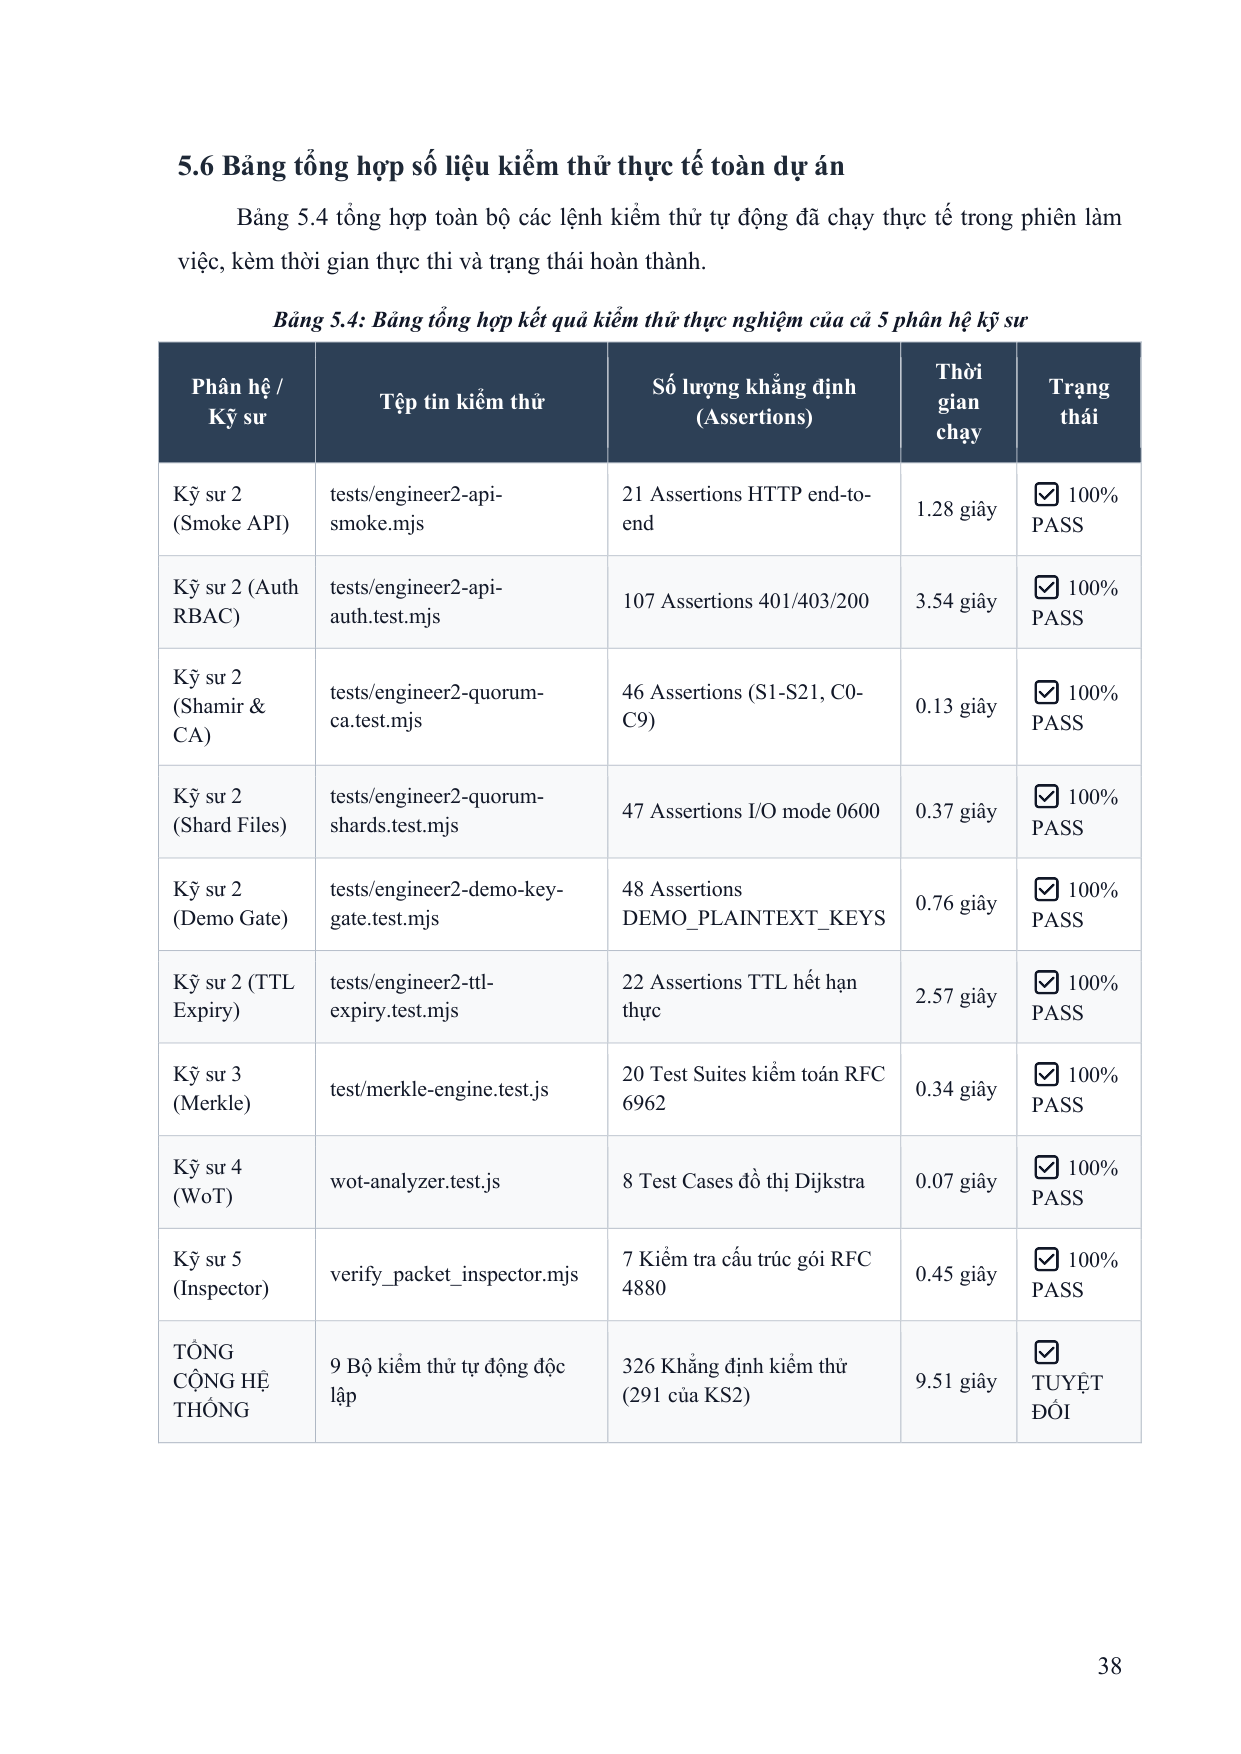 5.6 Bảng tổng hợp số liệu kiểm thử thực tế toàn dự án
Bảng 5.4 tổng hợp toàn bộ các lệnh kiểm thử tự động đã chạy thực tế trong phiên làm
việc, kèm thời gian thực thi và trạng thái hoàn thành.
Bảng 5.4: Bảng tổng hợp kết quả kiểm thử thực nghiệm của cả 5 phân hệ kỹ sư
Phân hệ /
Kỹ sư
Tệp tin kiểm thử
Số lượng khẳng định
(Assertions)
Thời
gian
chạy
Trạng
thái
Kỹ sư 2
(Smoke API)
tests/engineer2-api-
smoke.mjs
21 Assertions HTTP end-to-
end
1.28 giây
100%
PASS
Kỹ sư 2 (Auth
RBAC)
tests/engineer2-api-
auth.test.mjs
107 Assertions 401/403/200
3.54 giây
100%
PASS
Kỹ sư 2
(Shamir &
CA)
tests/engineer2-quorum-
ca.test.mjs
46 Assertions (S1-S21, C0-
C9)
0.13 giây
100%
PASS
Kỹ sư 2
(Shard Files)
tests/engineer2-quorum-
shards.test.mjs
47 Assertions I/O mode 0600
0.37 giây
100%
PASS
Kỹ sư 2
(Demo Gate)
tests/engineer2-demo-key-
gate.test.mjs
48 Assertions
DEMO_PLAINTEXT_KEYS
0.76 giây
100%
PASS
Kỹ sư 2 (TTL
Expiry)
tests/engineer2-ttl-
expiry.test.mjs
22 Assertions TTL hết hạn
thực
2.57 giây
100%
PASS
Kỹ sư 3
(Merkle)
test/merkle-engine.test.js
20 Test Suites kiểm toán RFC
6962
0.34 giây
100%
PASS
Kỹ sư 4
(WoT)
wot-analyzer.test.js
8 Test Cases đồ thị Dijkstra
0.07 giây
100%
PASS
Kỹ sư 5
(Inspector)
verify_packet_inspector.mjs
7 Kiểm tra cấu trúc gói RFC
4880
0.45 giây
100%
PASS
TỔNG
CỘNG HỆ
THỐNG
9 Bộ kiểm thử tự động độc
lập
326 Khẳng định kiểm thử
(291 của KS2)
9.51 giây
TUYỆT
ĐỐI
38